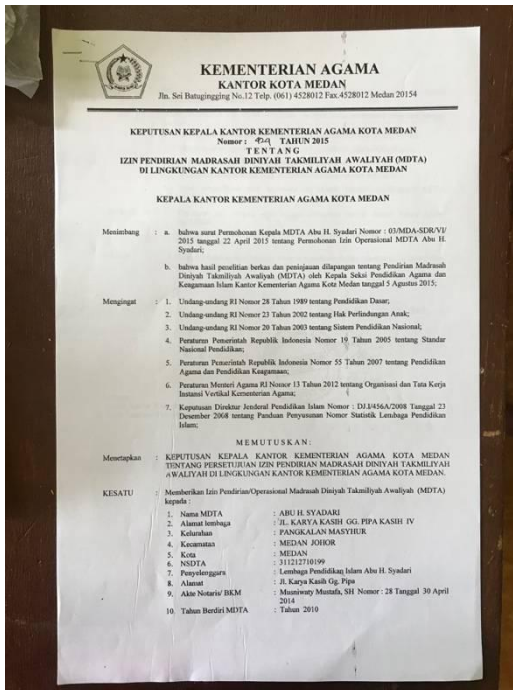 KEMENTERIAN AGAMA
KANTOR KOTA MEDAN
Jln. Sei Batugingging No.12 Telp. (061) 4528012 Fax.4528012 Medan 20154
KEPUTUSAN KEPALA KANTOR KEMENTERIAN AGAMA KOTA MEDAN
Nomor : TAHUN 2015
T E N T A N G
IZIN PENDIRIAN MADRASAH DINIYAH TAKMILIYAH AWALIYAH (MDTA)
DI LINGKUNGAN KANTOR KEMENTERIAN AGAMA KOTA MEDAN
KEPALA KANTOR KEMENTERIAN AGAMA KOTA MEDAN
Menimbang : a. bahwa surat Permohonan Kepala MDTA Abu H. Syadari Nomor : 03/MDA-SDR/VI/
2015 tanggal 22 April 2015 tentang Permohonan Izin Operasional MDTA Abu H.
Syadari;
b. bahwa hasil penelitian berkas dan peninjauan dilapangan tentang Pendirian Madrasah
Diniyah Takmiliyah Awaliyah (MDTA) oleh Kepala Seksi Pendidikan Agama dan
Keagamaan Islam Kantor Kementerian Agama Kota Medan tanggal 5 Agustus 2015;
Mengingat : 1. Undang-undang RI Nomor 28 Tahun 1989 tentang Pendidikan Dasar;
2. Undang-undang RI Nomor 23 Tahun 2002 tentang Hak Perlindungan Anak;
3. Undang-undang RI Nomor 20 Tahun 2003 tentang Sistem Pendidikan Nasional;
4. Peraturan Pemerintah Republik Indonesia Nomor 19 Tahun 2005 tentang Standar
Nasional Pendidikan;
5. Peraturan Pemerintah Republik Indonesia Nomor 55 Tahun 2007 tentang Pendidikan
Agama dan Pendidikan Keagamaan;
6. Peraturan Menteri Agama RI Nomor 13 Tahun 2012 tentang Organisasi dan Tata Kerja
Instansi Vertikal Kementerian Agama;
7. Keputusan Direktur Jenderal Pendidikan Islam Nomor : DJ.I/456A/2008 Tanggal 23
Desember 2008 tentang Panduan Penyusunan Nomor Statistik Lembaga Pendidikan
Islam;
M E M U T U S K A N :
Menetapkan : KEPUTUSAN KEPALA KANTOR KEMENTERIAN AGAMA KOTA MEDAN
TENTANG PERSETUJUAN IZIN PENDIRIAN MADRASAH DINIYAH TAKMILIYAH
AWALIYAH DI LINGKUNGAN KANTOR KEMENTERIAN AGAMA KOTA MEDAN.
KESATU : Memberikan Izin Pendirian/Operasional Madrasah Diniyah Takmiliyah Awaliyah (MDTA)
kepada :
1. Nama MDTA : ABU H. SYADARI
2. Alamat lembaga : JL. KARYA KASIH GG. PIPA KASIH IV
3. Kelurahan : PANGKALAN MASYHUR
4. Kecamatan : MEDAN JOHOR
5. Kota : MEDAN
6. NSDTA : 311212710199
7. Penyelenggara : Lembaga Pendidikan Islam Abu H. Syadari
8. Alamat : Jl. Karya Kasih Gg. Pipa
9. Akte Notaris/ BKM : Musniwaty Mustafa, SH Nomor : 28 Tanggal 30 April
2014
10. Tahun Berdiri MDTA : Tahun 2010